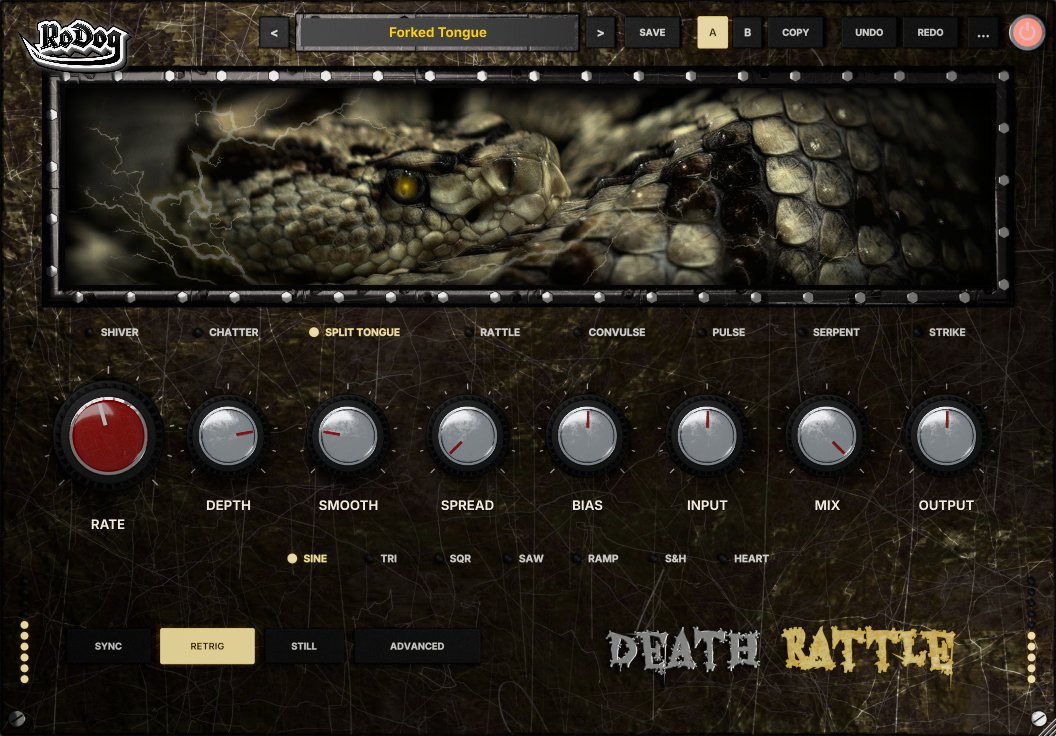 RoDog
< Forked Tongue > SAVE A B COPY UNDO REDO ...
SHIVER CHATTER SPLIT TONGUE RATTLE CONVULSE PULSE SERPENT STRIKE
DEPTH SMOOTH SPREAD BIAS INPUT MIX OUTPUT
RATE
SINE TRI SQR SAW RAMP S&H HEART
SYNC RETRIG STILL ADVANCED
DEATH RATTLE